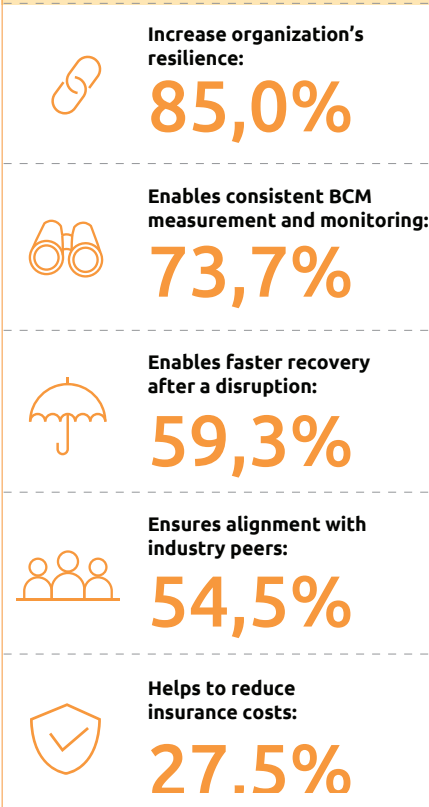 Increase organization's
resilience:
85,0%
Enables consistent BCM
measurement and monitoring:
73,7%
Enables faster recovery
after a disruption:
59,3%
Ensures alignment with
industry peers:
54,5%
Helps to reduce
insurance costs:
27,5%